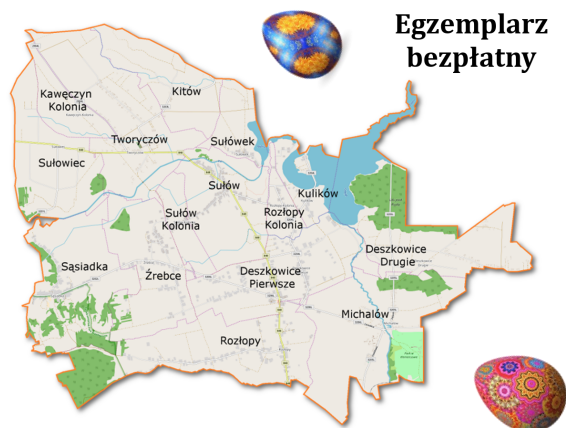 Egzemplarz
bezpłatny
Kawęczyn
Kolonia
Kitów
Tworyczów
Sułówek
Sułowiec
Sułów
Kulików
Sułów
Kolonia
Rozłopy
Kolonia
Deszkowice
Drugie
Sąsiadka
Źrebce
Deszkowice
Pierwsze
Michalów
Rozłopy